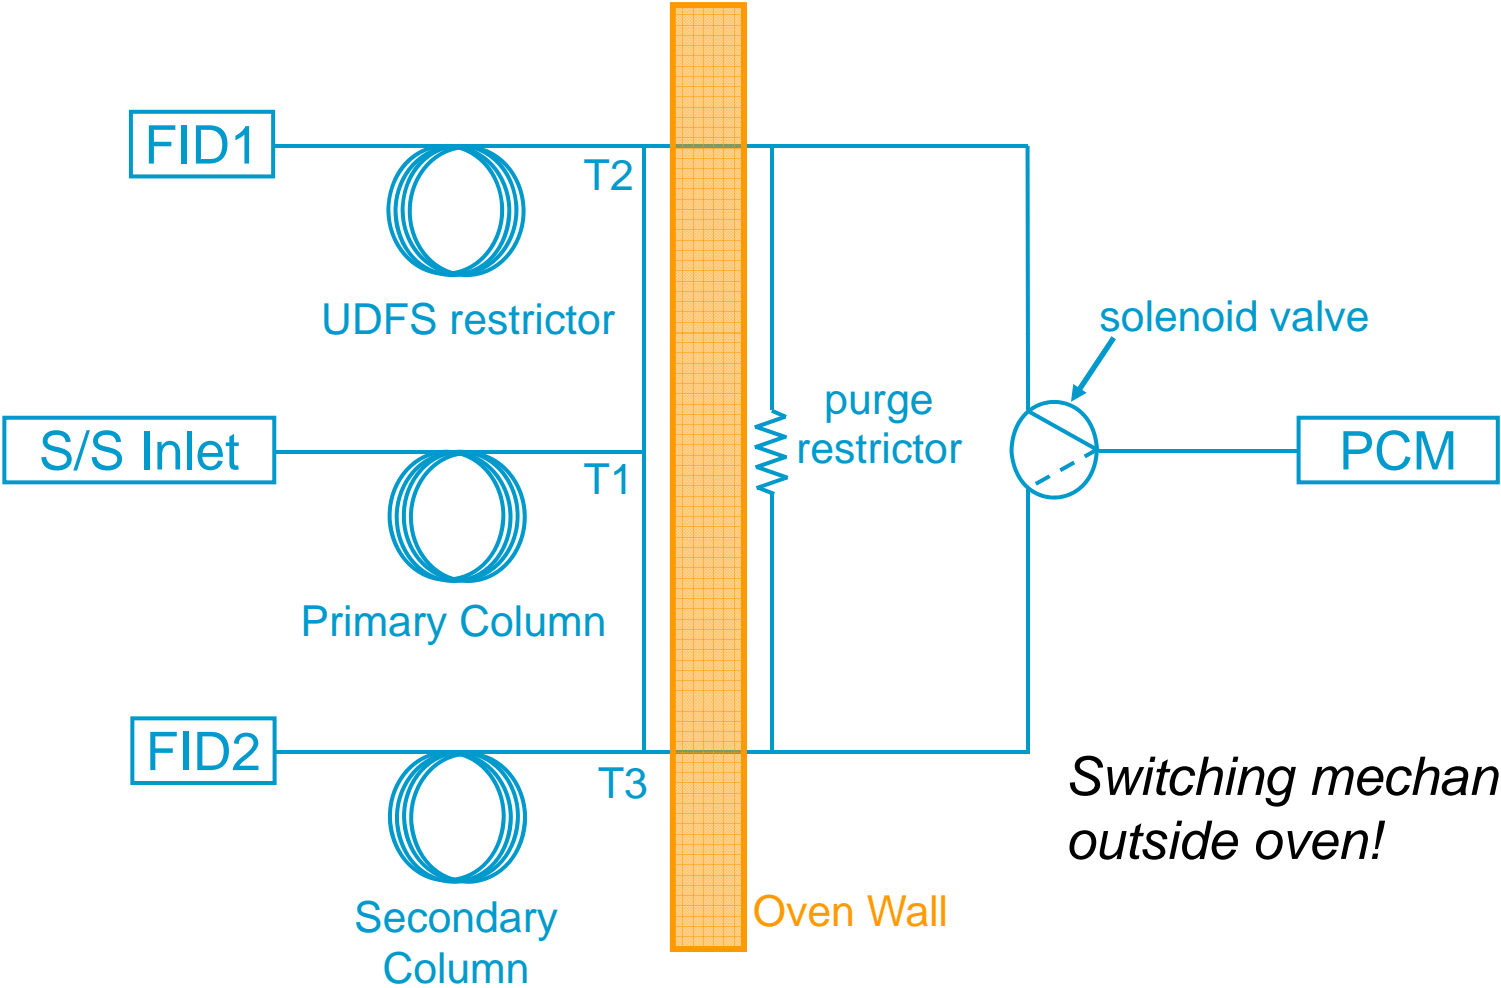 FID1
T2
UDFS restrictor
solenoid valve
purge
restrictor
S/S Inlet
T1
PCM
Primary Column
FID2
T3
Switching mechan
outside oven!
Oven Wall
Secondary
Column